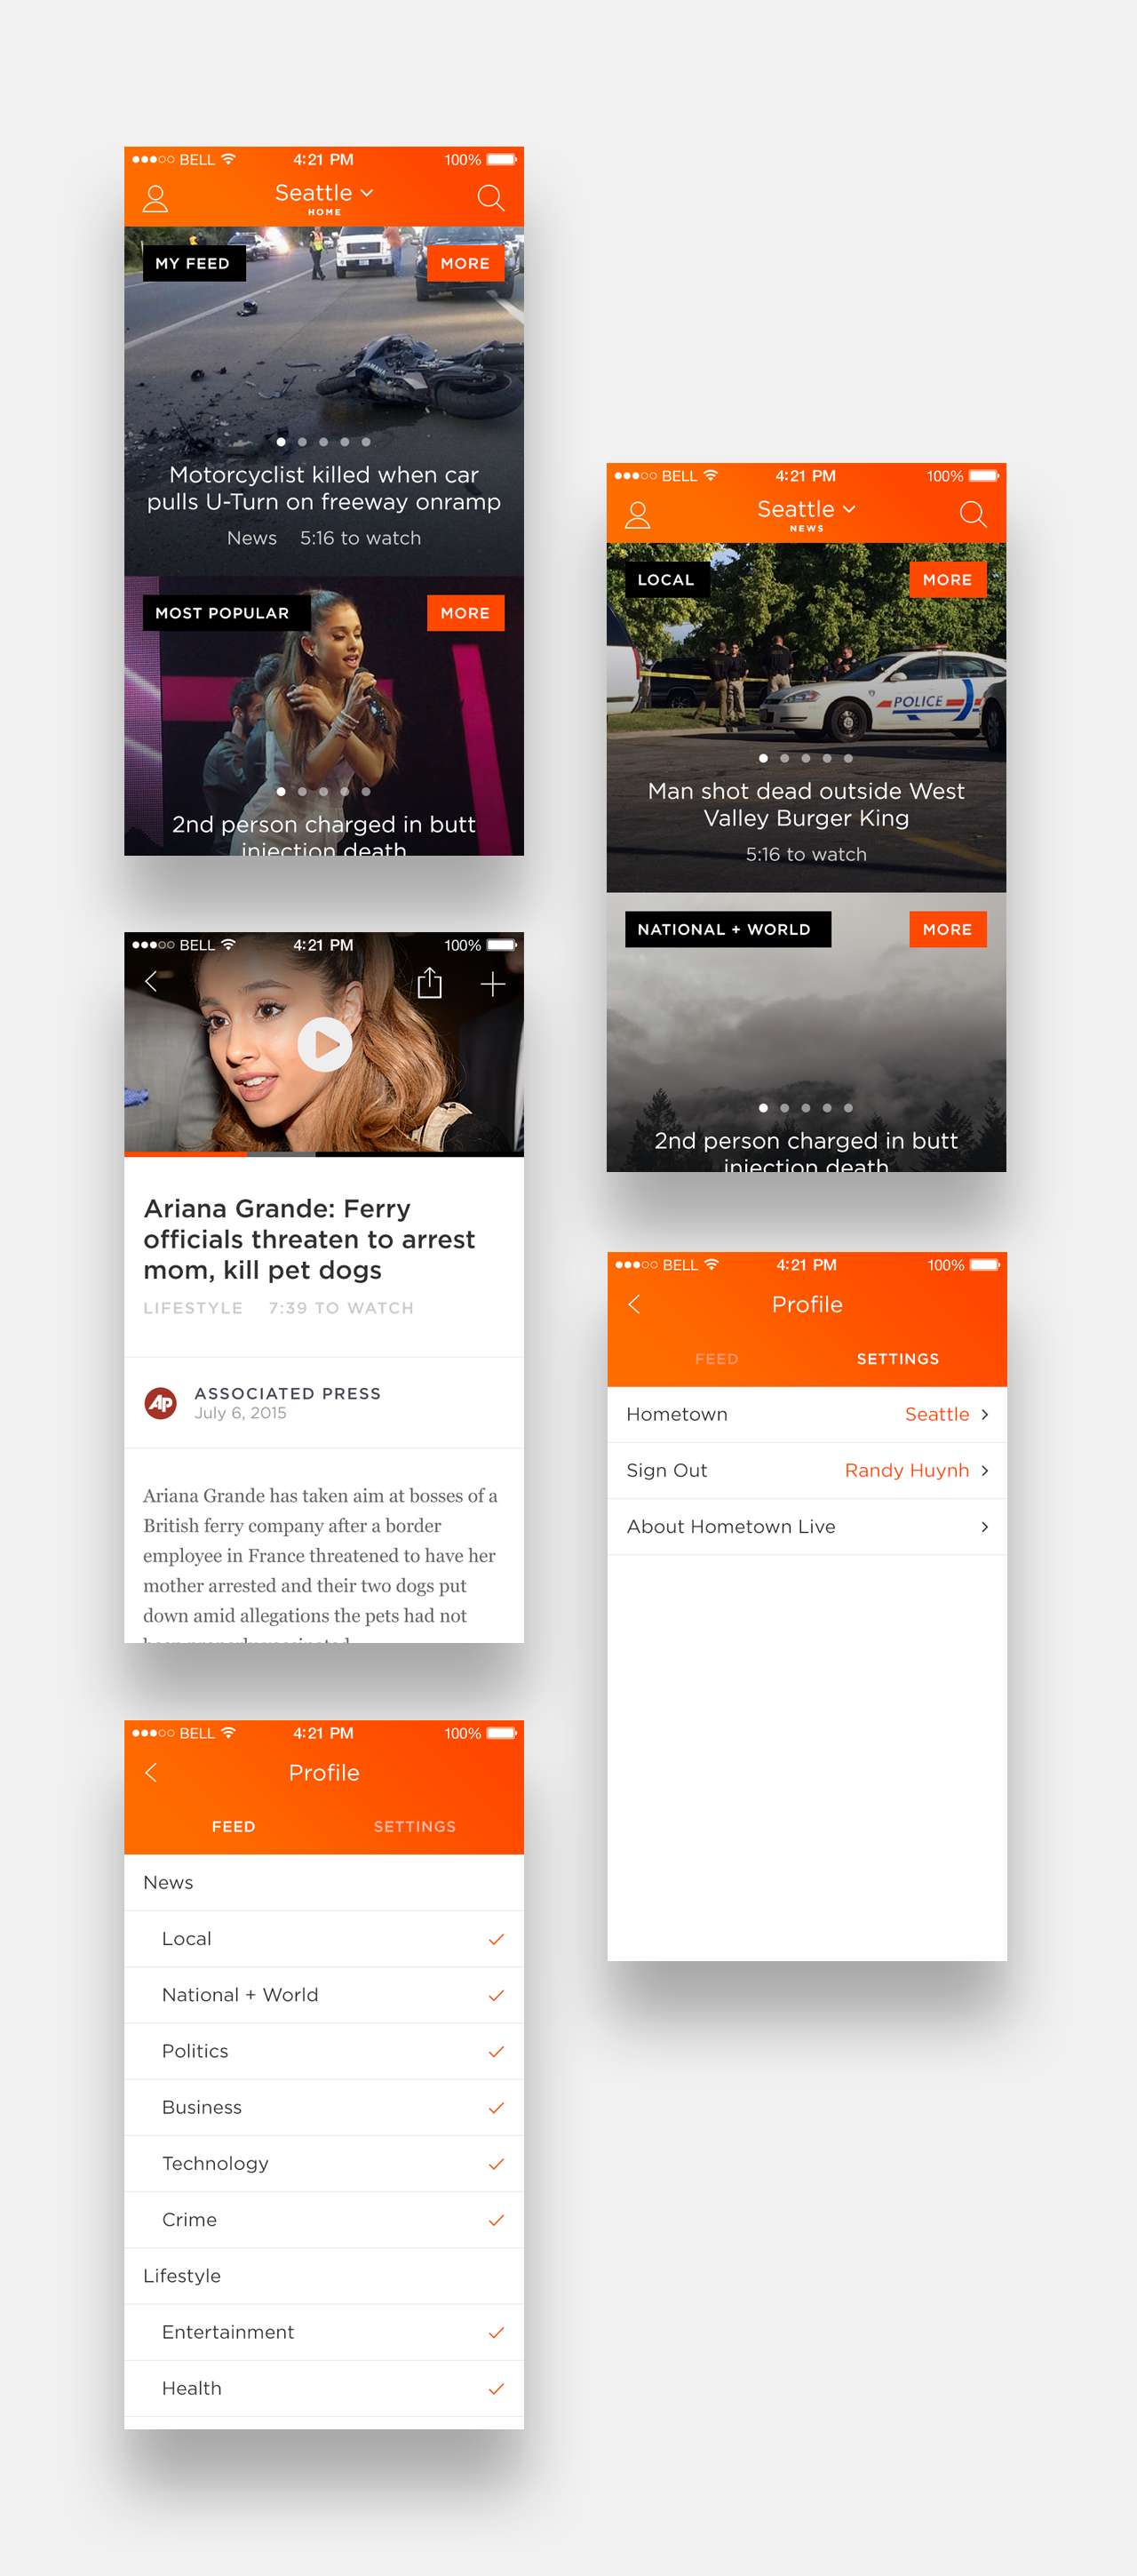 BELL 4:21 PM 100%
Seattle
HOME
MY FEED MORE
YAMAHA
Motorcyclist killed when car
pulls U-Turn on freeway onramp
News 5:16 to watch
MOST POPULAR MORE
2nd person charged in butt
injection death
BELL 4:21 PM 100%
Ariana Grande: Ferry
officials threaten to arrest
mom, kill pet dogs
LIFESTYLE 7:39 TO WATCH
AP
ASSOCIATED PRESS
July 6, 2015
Ariana Grande has taken aim at bosses of a
British ferry company after a border
employee in France threatened to have her
mother arrested and their two dogs put
down amid allegations the pets had not
been properly vaccinated
BELL 4:21 PM 100%
Profile
FEED SETTINGS
News
Local
National + World
Politics
Business
Technology
Crime
Lifestyle
Entertainment
Health
BELL 4:21 PM 100%
Seattle
NEWS
LOCAL MORE
POLICE
Man shot dead outside West
Valley Burger King
5:16 to watch
NATIONAL + WORLD MORE
2nd person charged in butt
injection death
BELL 4:21 PM 100%
Profile
FEED SETTINGS
Hometown Seattle
Sign Out Randy Huynh
About Hometown Live